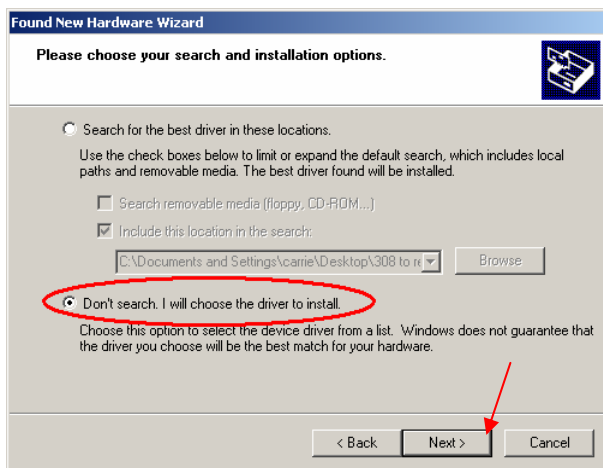 Found New Hardware Wizard
Please choose your search and installation options.
Search for the best driver in these locations.
Use the check boxes below to limit or expand the default search, which includes local
paths and removable media. The best driver found will be installed.
Search removable media (floppy, CD-ROM...)
Include this location in the search:
C:\Documents and Settings\carrie\Desktop\308 to re
Browse
Don't search. I will choose the driver to install.
Choose this option to select the device driver from a list. Windows does not guarantee that
the driver you choose will be the best match for your hardware.
< Back
Next >
Cancel